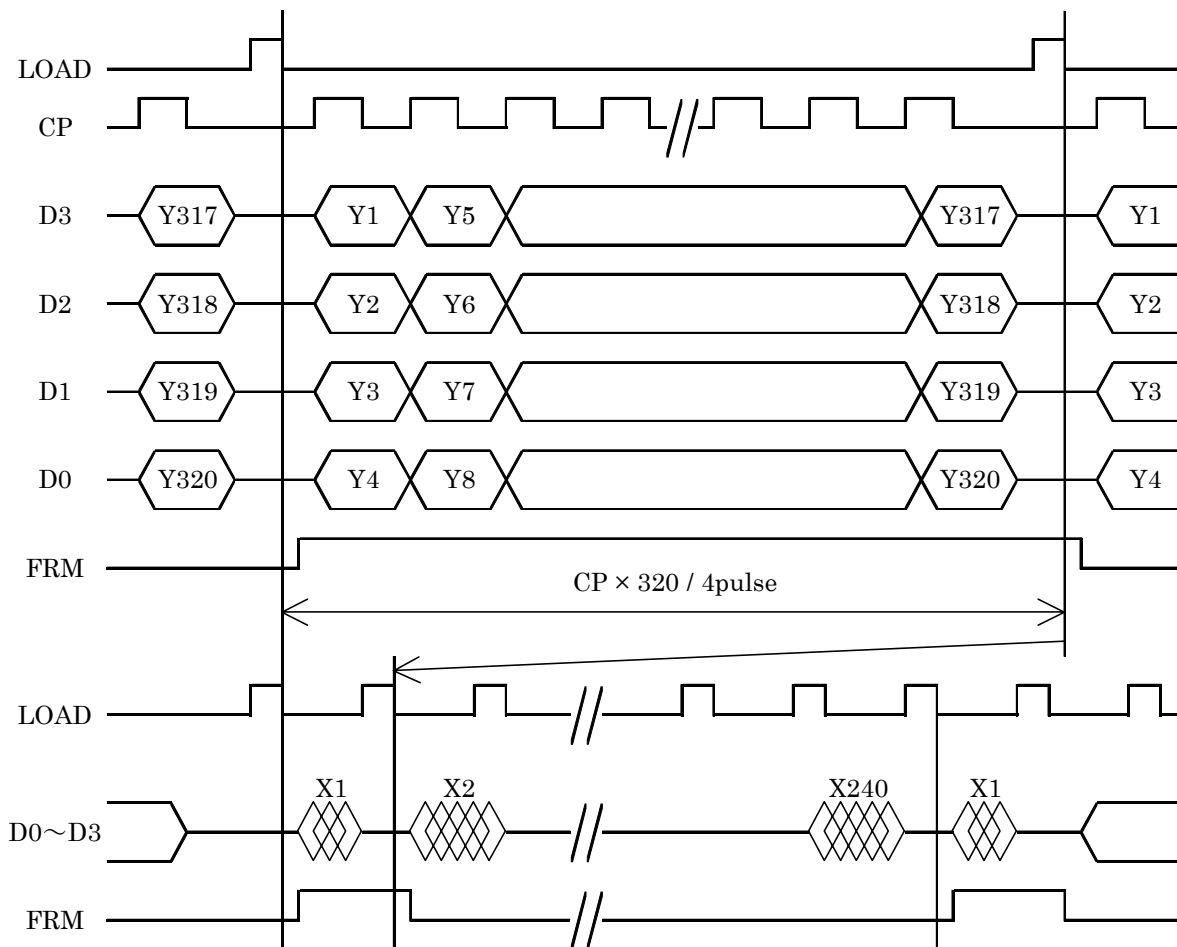 LOAD
CP
D3 Y317 Y1 Y5 Y317 Y1
D2 Y318 Y2 Y6 Y318 Y2
D1 Y319 Y3 Y7 Y319 Y3
D0 Y320 Y4 Y8 Y320 Y4
FRM
CP × 320 / 4pulse
LOAD
X1 X2 X240 X1
D0～D3
FRM